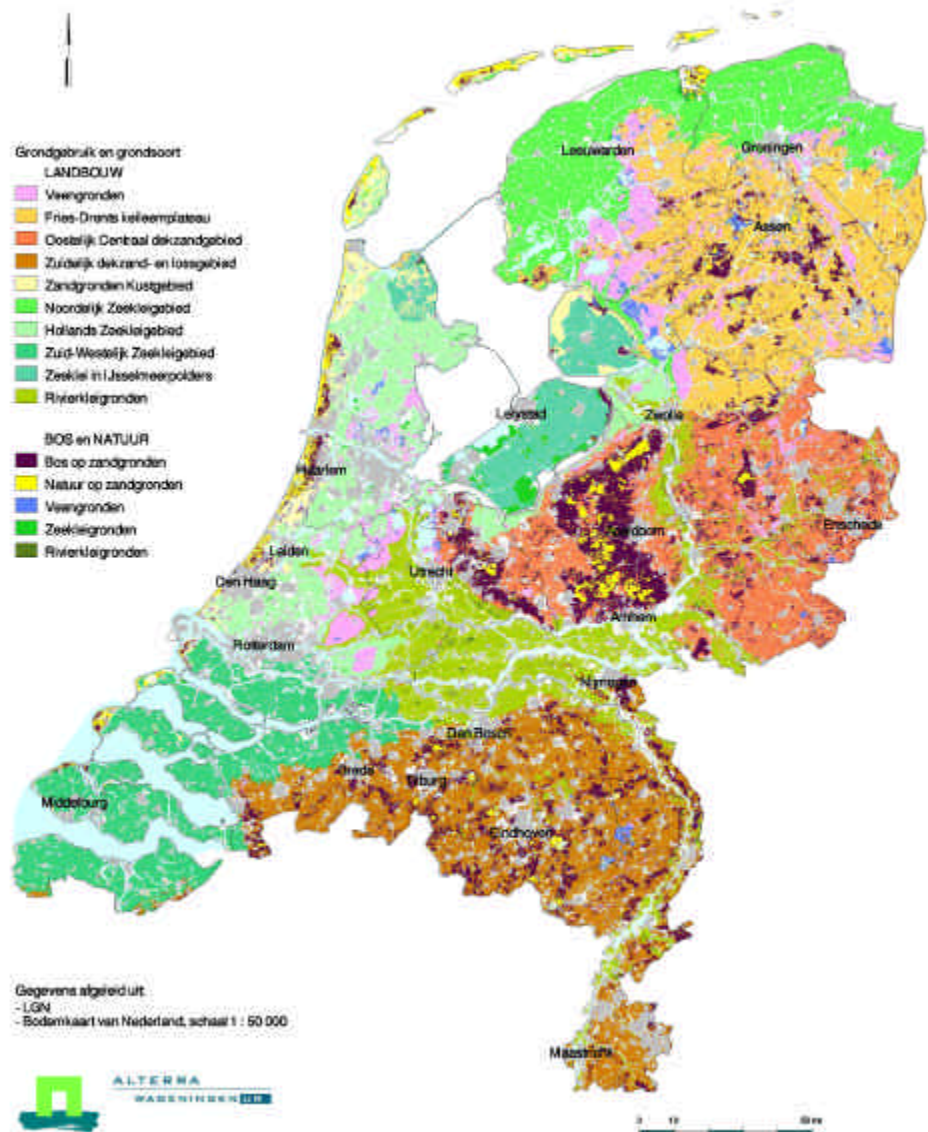 Grondgebruik en grondsoort
LANDBOUW
Veengronden
Fries-Drents keileemplateau
Oostelijk Centraal dekzandgebied
Zuidelijk dekzand- en lossgebied
Zandgronden Kustgebied
Noordelijk Zeekleigebied
Hollands Zeekleigebied
Zuid-Westelijk Zeekleigebied
Zeeklei in IJsselmeerpolders
Rivierkleigronden
BOS en NATUUR
Bos op zandgronden
Natuur op zandgronden
Veengronden
Zeekleigronden
Rivierkleigronden
Leeuwarden
Groningen
Assen
Lelystad
Zwolle
Haarlem
Apeldoorn
Enschede
Leiden
Utrecht
Den Haag
Arnhem
Rotterdam
Nijmegen
Den Bosch
Breda
Tilburg
Middelburg
Eindhoven
Maastricht
Gegevens afgeleid uit:
- LGN
- Bodemkaart van Nederland, schaal 1 : 50 000
ALTERRA
WAGENINGEN UR
0 10